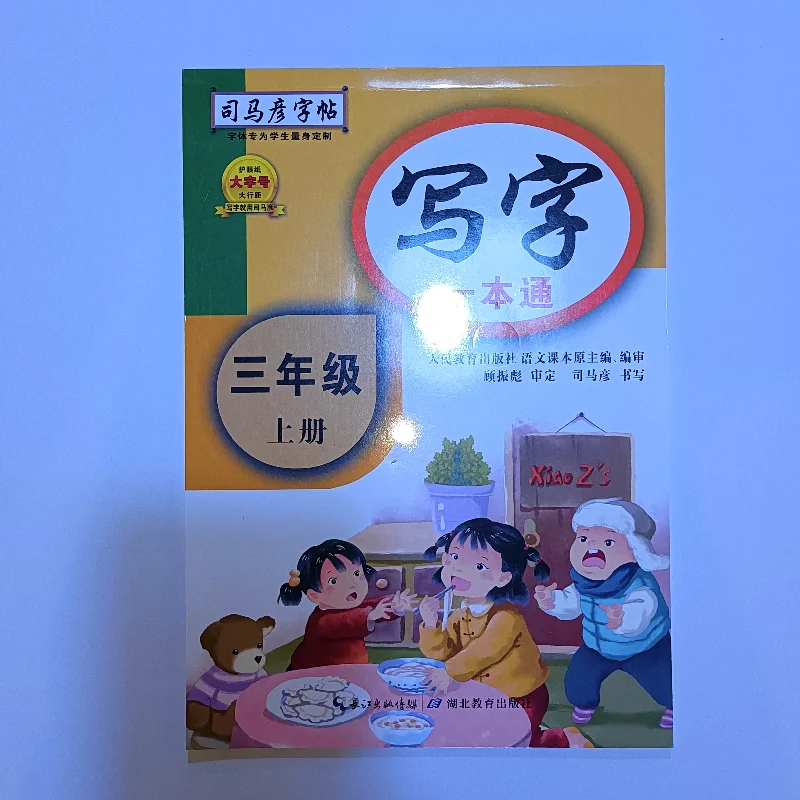 司马彦字帖
字体专为学生量身定制
护眼纸
大字号
大行距
写字就用司马彦
写字
一本通
人民教育出版社 语文课本原主编、编审
顾振彪 审定 司马彦 书写
三年级
上册
Xiao Z's
长江出版传媒 湖北教育出版社